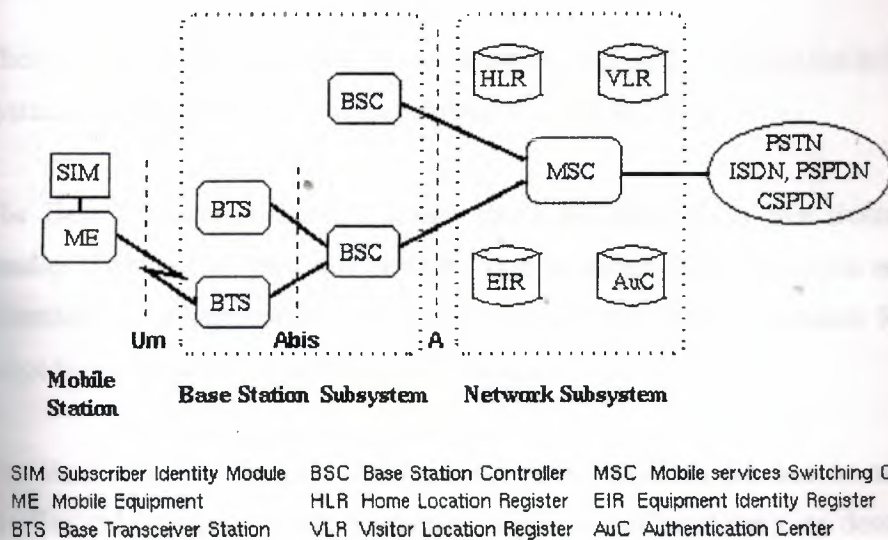 HLR VLR
BSC
PSTN
ISDN, PSPDN
CSPDN
MSC
SIM
ME
BTS
BSC
BTS
EIR AuC
Um Abis A
Mobile
Station
Base Station Subsystem Network Subsystem
SIM Subscriber Identity Module BSC Base Station Controller MSC Mobile services Switching C
ME Mobile Equipment HLR Home Location Register EIR Equipment Identity Register
BTS Base Transceiver Station VLR Visitor Location Register AuC Authentication Center